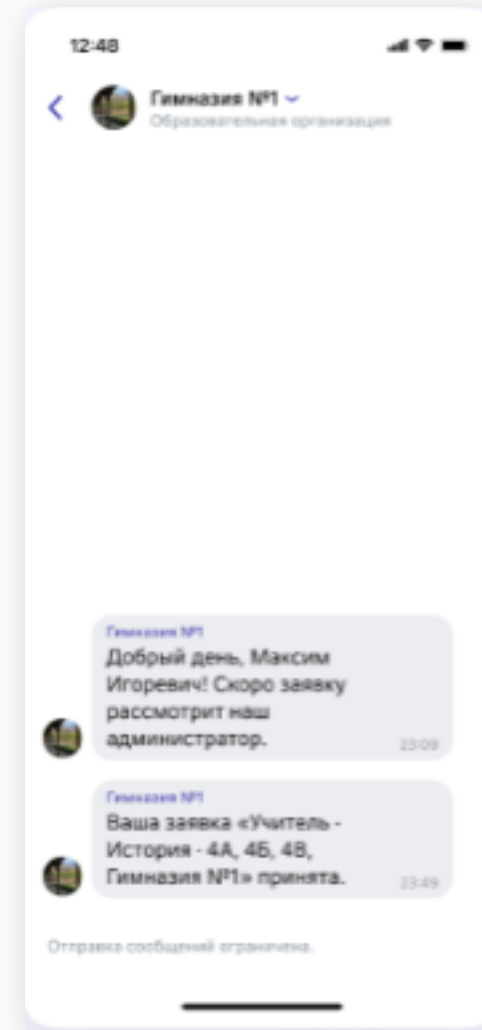 12:48
Гимназия №1
Образовательная организация
Гимназия №1
Добрый день, Максим
Игоревич! Скоро заявку
рассмотрит наш
администратор.
23:09
Гимназия №1
Ваша заявка «Учитель -
История - 4А, 4Б, 4В,
Гимназия №1» принята.
23:49
Отправка сообщений ограничена.